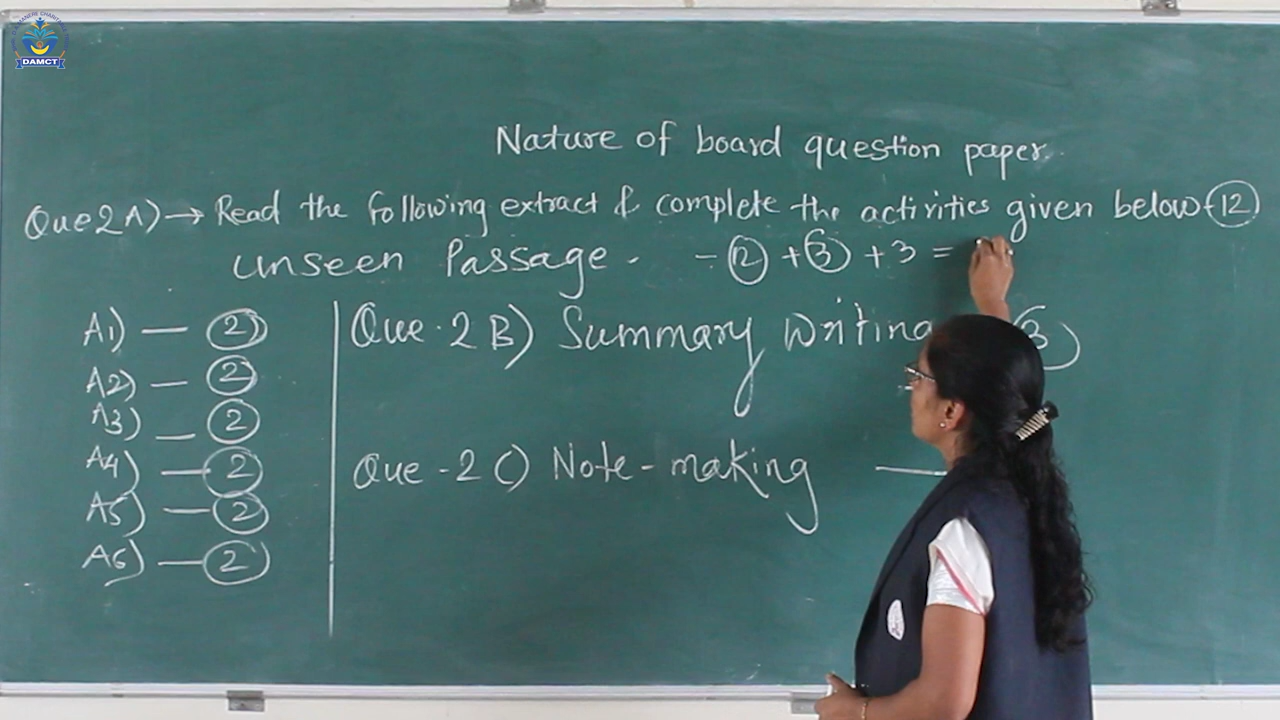 DAMCT
Nature of board question paper.
Que 2 A) → Read the following extract & complete the activities given below - 12
Unseen Passage. - 12 + 3 + 3 =
A1) — 2
A2) — 2
A3) — 2
A4) — 2
A5) — 2
A6) — 2
Que. 2 B) Summary Writing 3
Que - 2 C) Note-making —